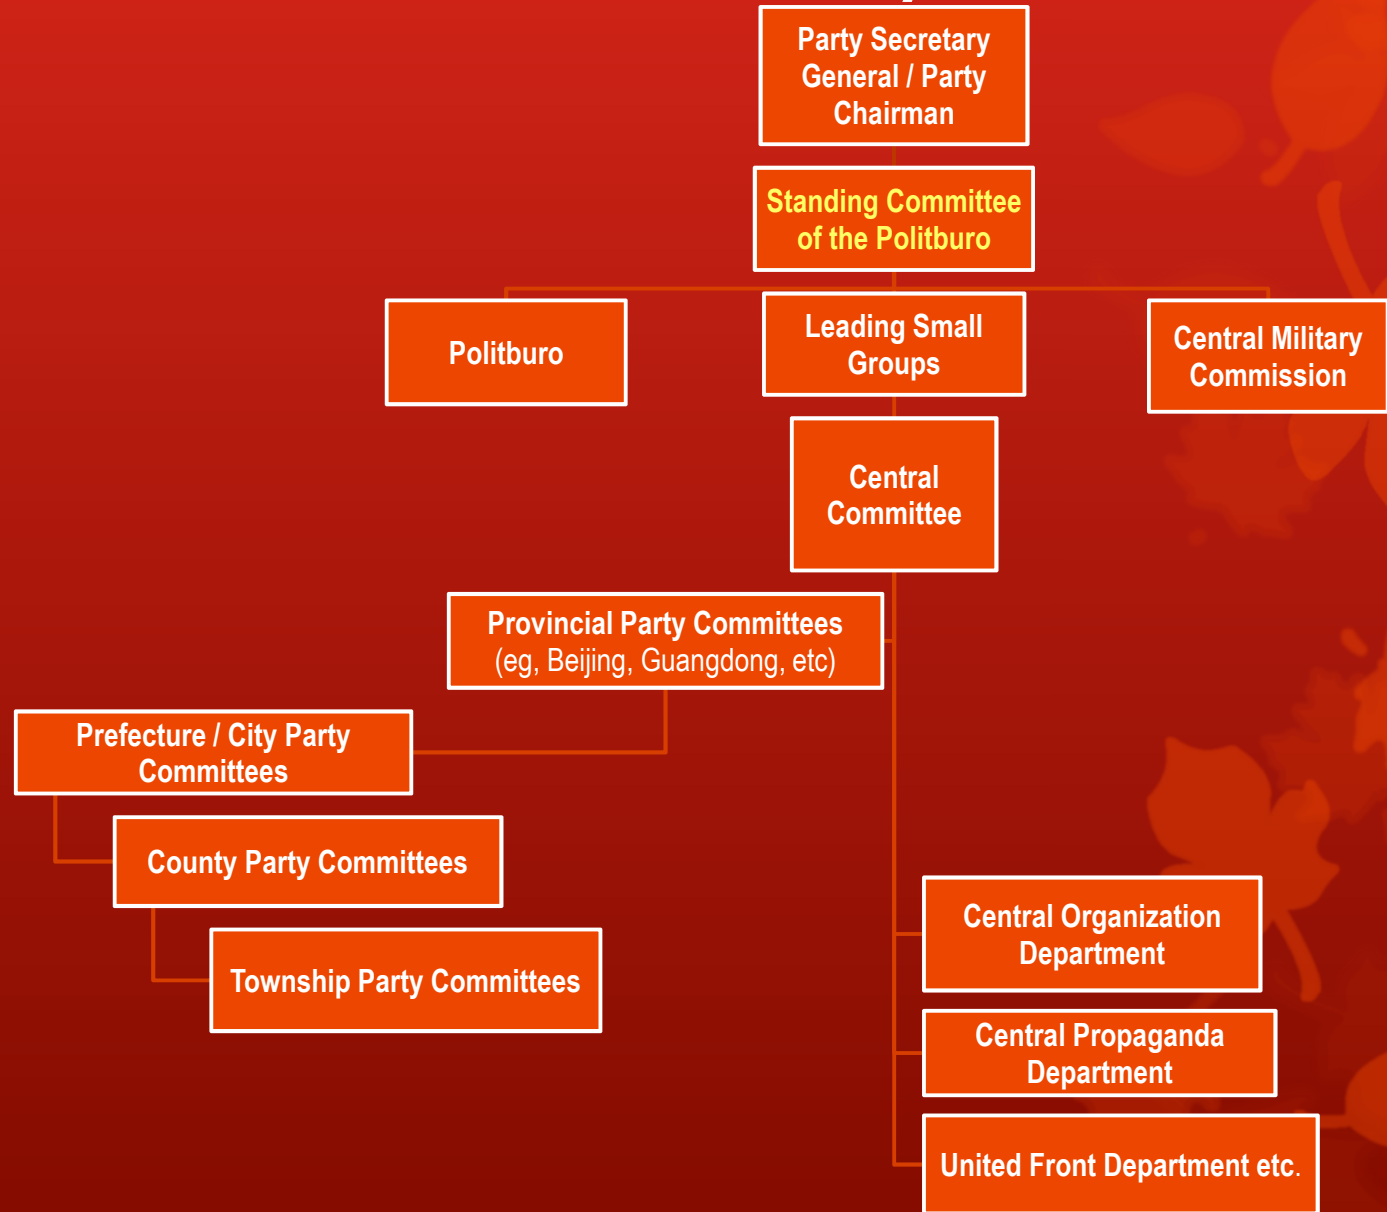 Party Secretary
General / Party
Chairman
Standing Committee
of the Politburo
Politburo
Leading Small
Groups
Central Military
Commission
Central
Committee
Provincial Party Committees
(eg, Beijing, Guangdong, etc)
Prefecture / City Party
Committees
County Party Committees
Township Party Committees
Central Organization
Department
Central Propaganda
Department
United Front Department etc.